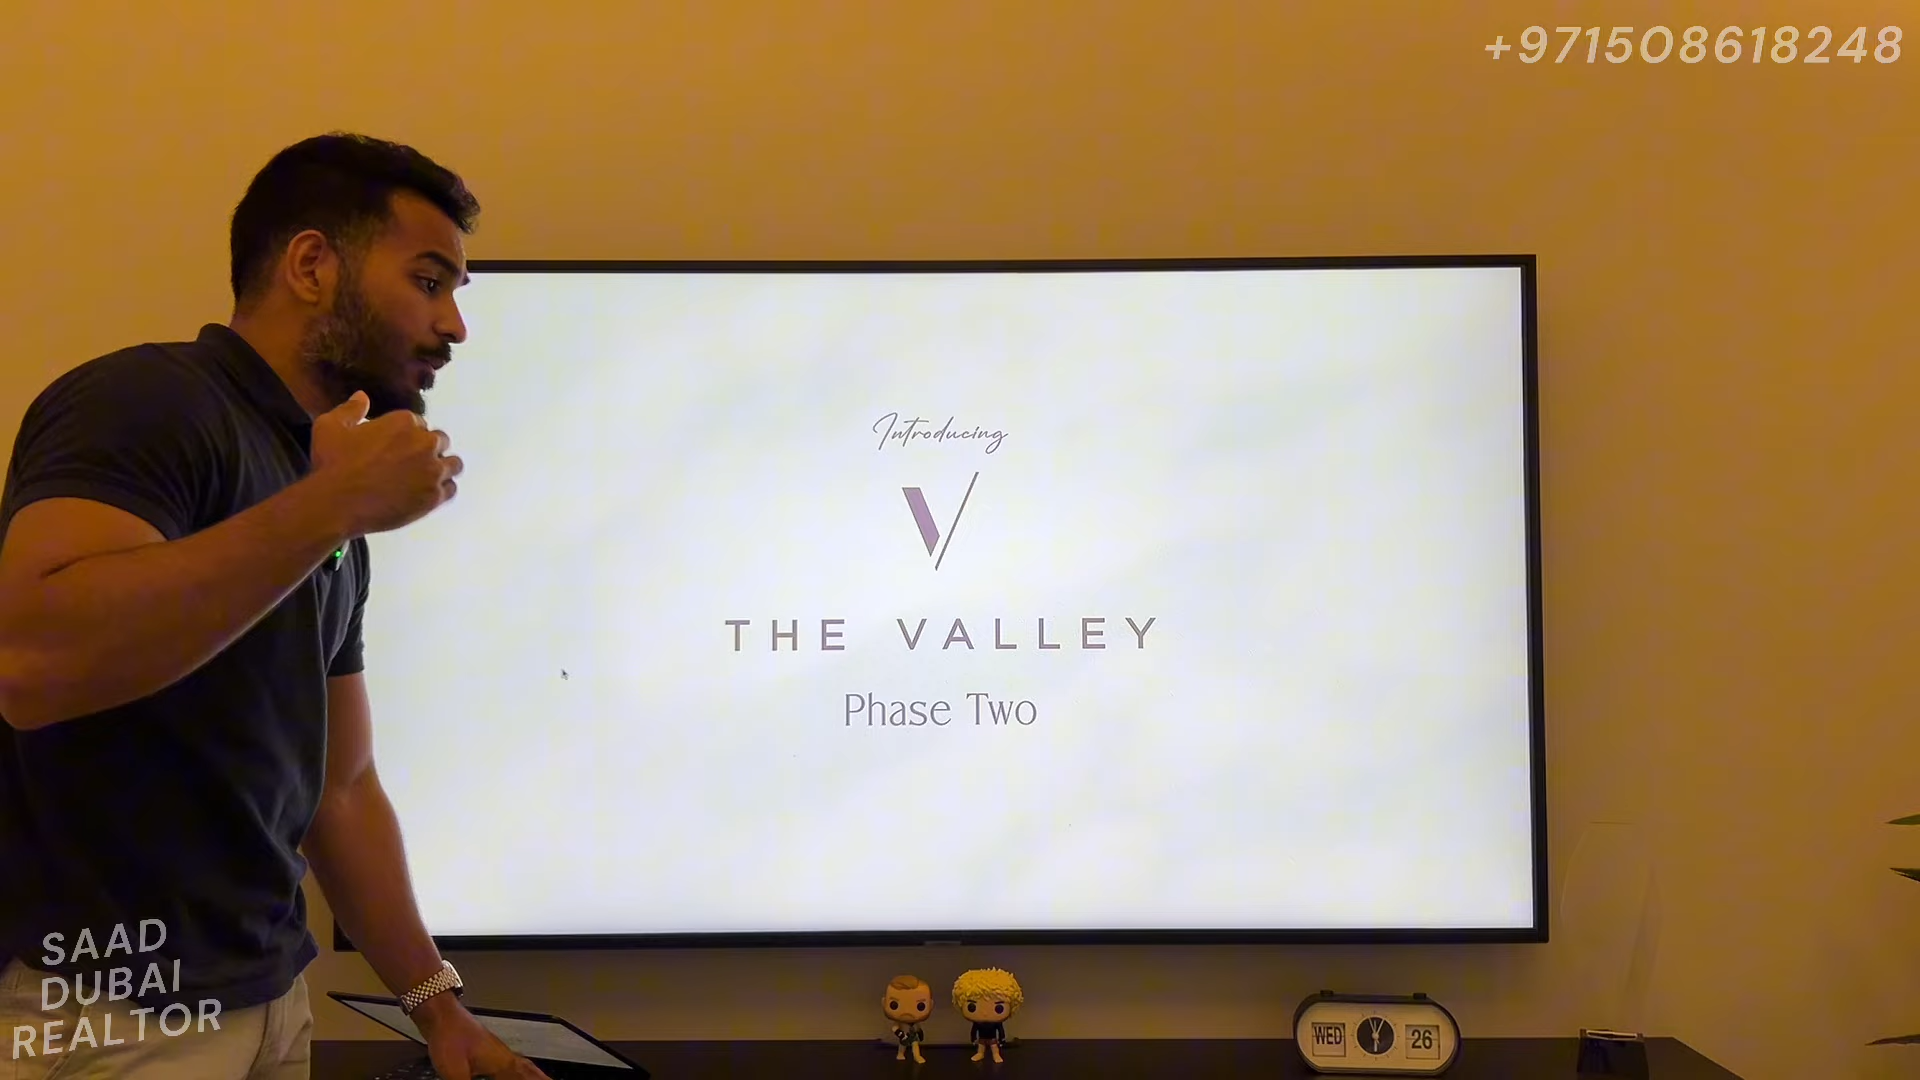 +971508618248
Introducing
THE VALLEY
Phase Two
WED 26
SAAD
DUBAI
REALTOR